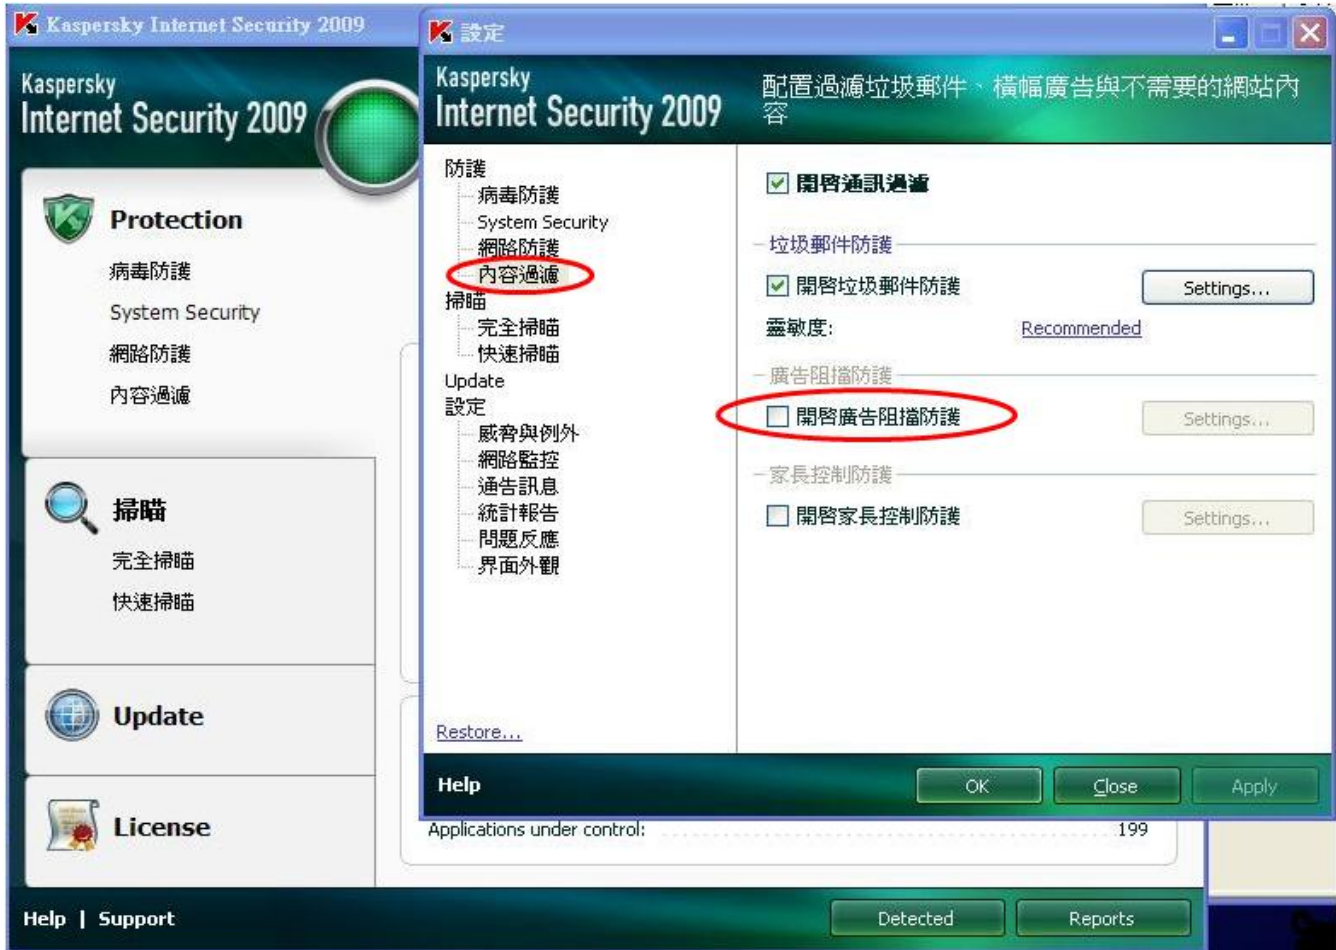 Kaspersky Internet Security 2009
Kaspersky
Internet Security 2009
Protection
病毒防護
System Security
網路防護
內容過濾
掃瞄
完全掃瞄
快速掃瞄
Update
License
Applications under control:
199
Help | Support
Detected
Reports
設定
Kaspersky
Internet Security 2009
配置過濾垃圾郵件、橫幅廣告與不需要的網站內
容
防護
病毒防護
System Security
網路防護
內容過濾
掃瞄
完全掃瞄
快速掃瞄
Update
設定
威脅與例外
網路監控
通告訊息
統計報告
問題反應
界面外觀
Restore...
開啓通訊過濾
垃圾郵件防護
開啓垃圾郵件防護
Settings...
靈敏度:
Recommended
廣告阻擋防護
開啓廣告阻擋防護
Settings...
家長控制防護
開啓家長控制防護
Settings...
Help
OK
Close
Apply